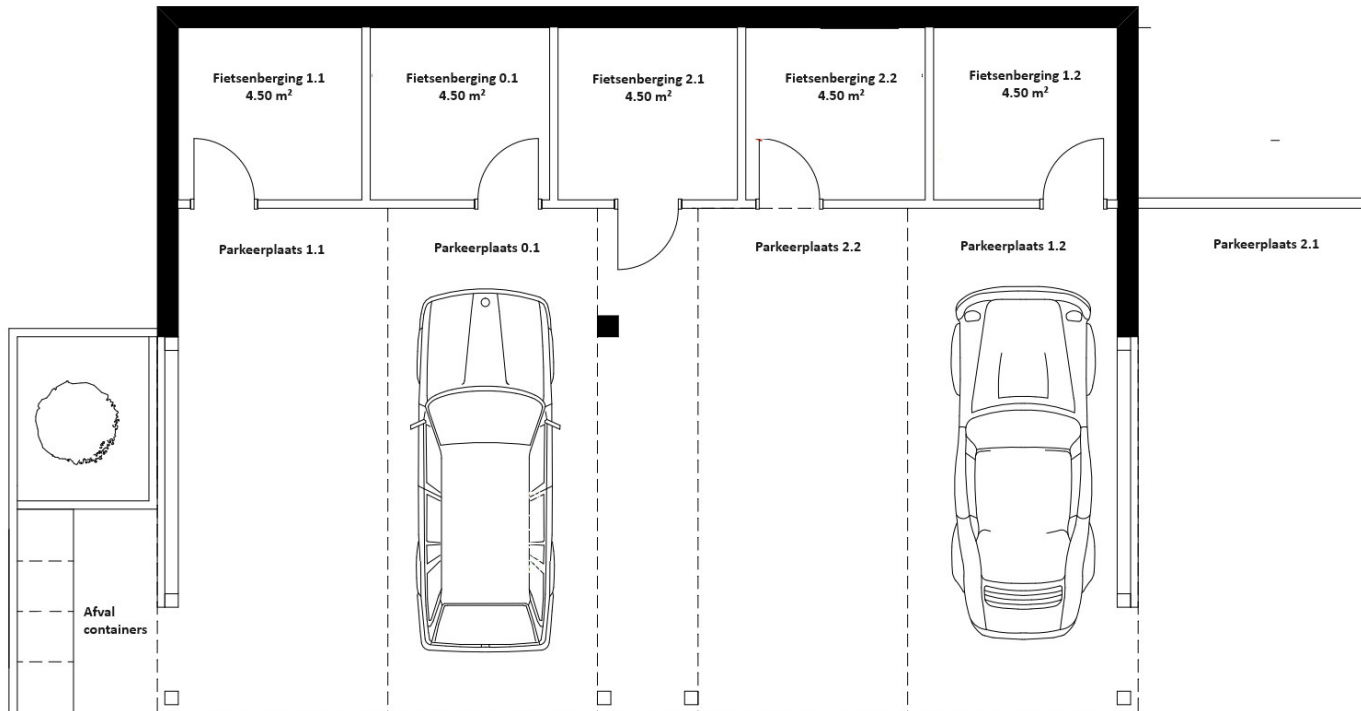 Fietsenberging 1.1
4.50 m²
Fietsenberging 0.1
4.50 m²
Fietsenberging 2.1
4.50 m²
Fietsenberging 2.2
4.50 m²
Fietsenberging 1.2
4.50 m²
Parkeerplaats 1.1
Parkeerplaats 0.1
Parkeerplaats 2.2
Parkeerplaats 1.2
Parkeerplaats 2.1
Afval
containers